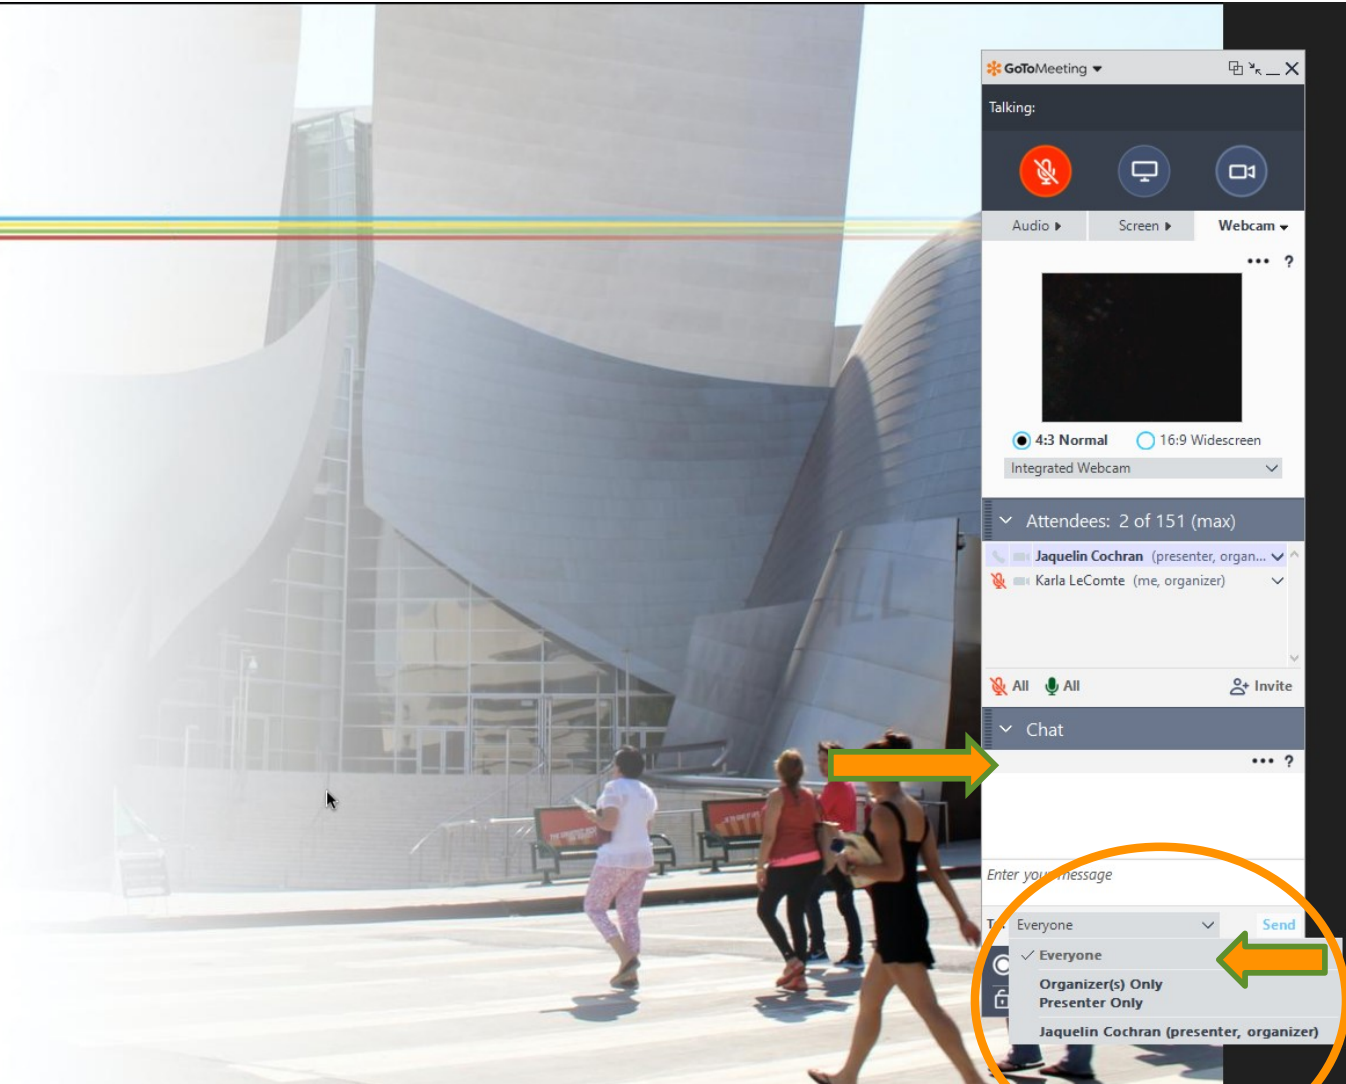 GoToMeeting
Talking:
Audio Screen Webcam
... ?
4:3 Normal 16:9 Widescreen
Integrated Webcam
Attendees: 2 of 151 (max)
Jaquelin Cochran (presenter, organ...
Karla LeComte (me, organizer)
All All Invite
Chat
... ?
Enter your message
Everyone Send
Everyone
Organizer(s) Only
Presenter Only
Jaquelin Cochran (presenter, organizer)